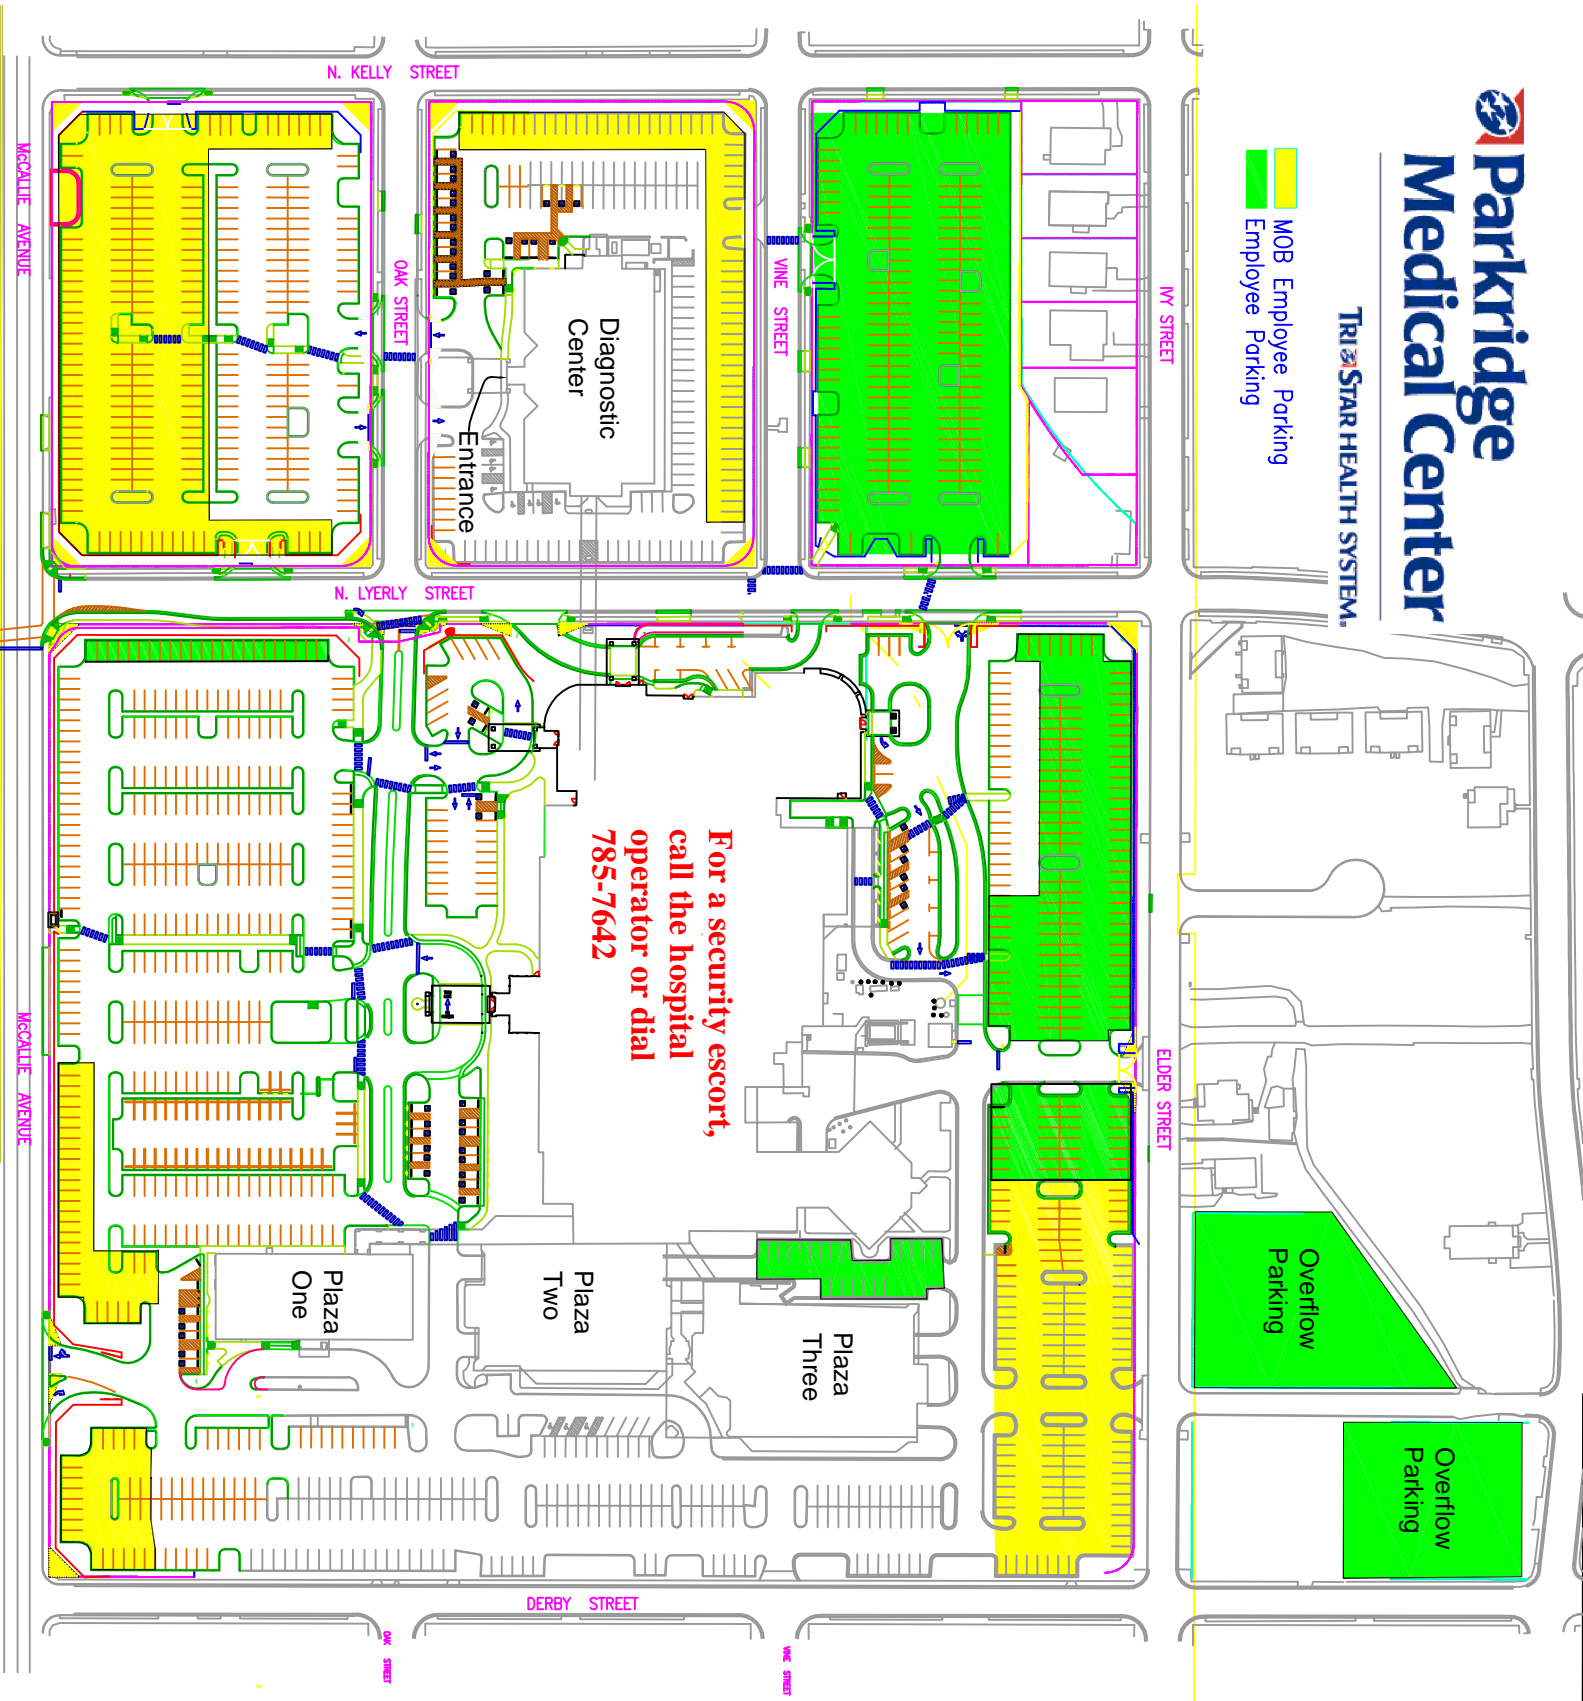 Parkridge
Medical Center
TRISTAR HEALTH SYSTEM.
MOB Employee Parking
Employee Parking
IVY STREET
ELDER STREET
Overflow
Parking
Overflow
Parking
VINE STREET
VINE STREET
Diagnostic
Center
Entrance
For a security escort,
call the hospital
operator or dial
785-7642
Plaza
Three
Plaza
Two
Plaza
One
OAK STREET
OAK STREET
McCALLIE AVENUE
McCALLIE AVENUE
N. KELLY STREET
N. LYERLY STREET
DERBY STREET